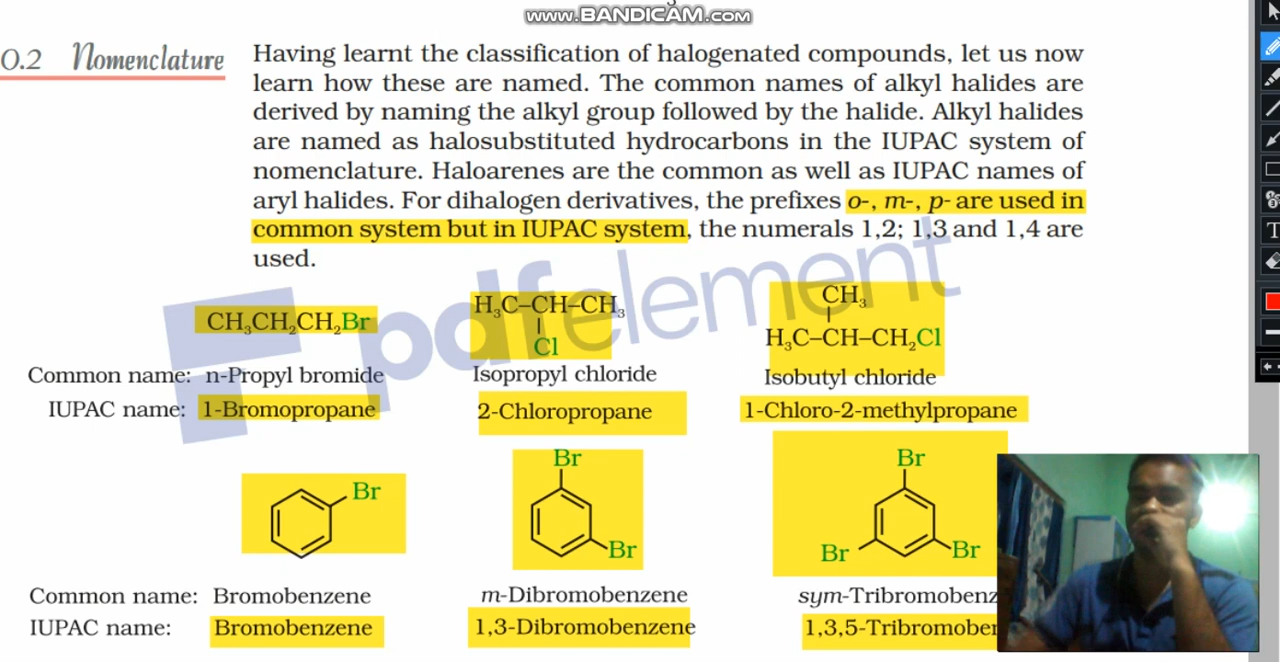 www.BANDICAM.com
0.2 Nomenclature
Having learnt the classification of halogenated compounds, let us now
learn how these are named. The common names of alkyl halides are
derived by naming the alkyl group followed by the halide. Alkyl halides
are named as halosubstituted hydrocarbons in the IUPAC system of
nomenclature. Haloarenes are the common as well as IUPAC names of
aryl halides. For dihalogen derivatives, the prefixes o-, m-, p- are used in
common system but in IUPAC system, the numerals 1,2; 1,3 and 1,4 are
used.
pdfelement
CH₃CH₂CH₂Br
H₃C–CH–CH₃
Cl
CH₃
H₃C–CH–CH₂Cl
Common name: n-Propyl bromide Isopropyl chloride Isobutyl chloride
IUPAC name: 1-Bromopropane 2-Chloropropane 1-Chloro-2-methylpropane
Br
Br
Br
Br
Br
Br
Common name: Bromobenzene m-Dibromobenzene sym-Tribromobenz
IUPAC name: Bromobenzene 1,3-Dibromobenzene 1,3,5-Tribromober